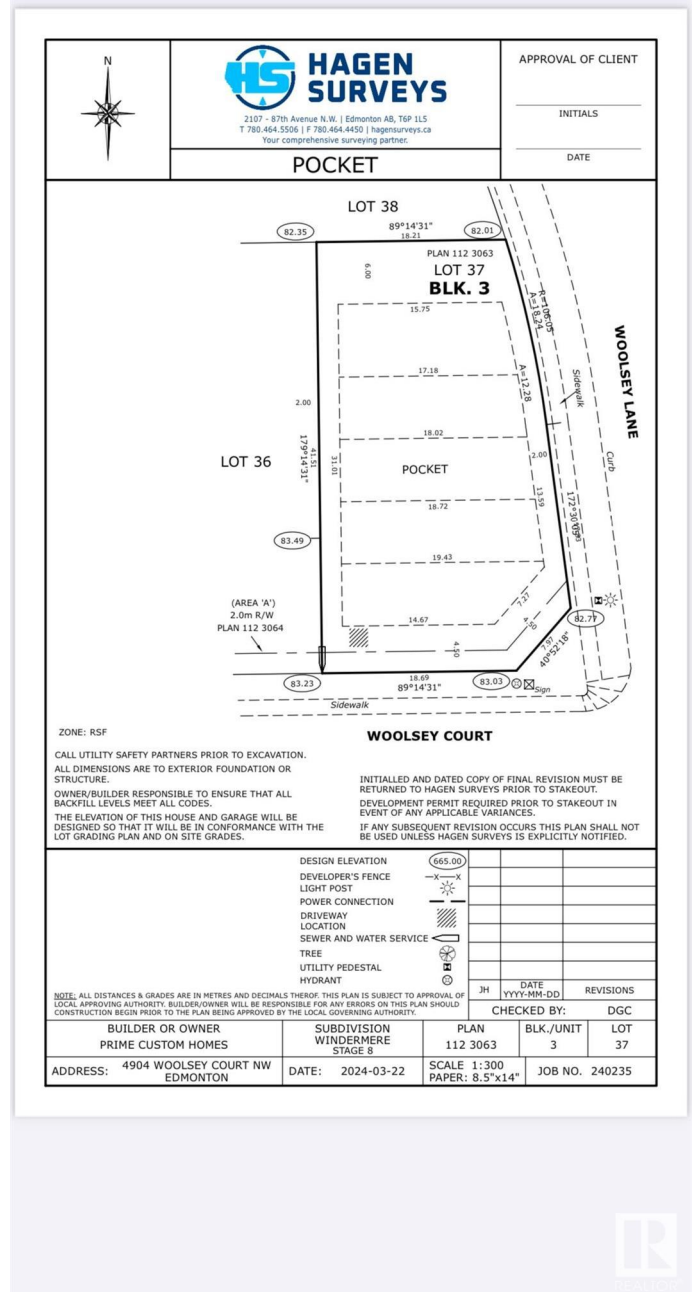 N
HS
HAGEN
SURVEYS
2107 - 87th Avenue N.W. | Edmonton AB, T6P 1L5
T 780.464.5506 | F 780.464.4450 | hagensurveys.ca
Your comprehensive surveying partner.
POCKET
APPROVAL OF CLIENT
INITIALS
DATE
LOT 38
89°14'31"
18.21
82.35
82.01
PLAN 112 3063
LOT 37
BLK. 3
6.00
15.75
R=106.05
A=18.24
WOOLSEY LANE
17.18
A=12.28
Sidewalk
2.00
18.02
LOT 36
179°14'31"
41.51
31.01
POCKET
2.00
Curb
18.72
13.59
172°30'05"
83.49
19.43
(AREA 'A')
2.0m R/W
PLAN 112 3064
7.27
14.67
4.50
4.50
82.77
7.97
40°52'18"
83.23
18.69
89°14'31"
83.03
Sign
Sidewalk
WOOLSEY COURT
ZONE: RSF
CALL UTILITY SAFETY PARTNERS PRIOR TO EXCAVATION.
ALL DIMENSIONS ARE TO EXTERIOR FOUNDATION OR
STRUCTURE.
OWNER/BUILDER RESPONSIBLE TO ENSURE THAT ALL
BACKFILL LEVELS MEET ALL CODES.
THE ELEVATION OF THIS HOUSE AND GARAGE WILL BE
DESIGNED SO THAT IT WILL BE IN CONFORMANCE WITH THE
LOT GRADING PLAN AND ON SITE GRADES.
INITIALLED AND DATED COPY OF FINAL REVISION MUST BE
RETURNED TO HAGEN SURVEYS PRIOR TO STAKEOUT.
DEVELOPMENT PERMIT REQUIRED PRIOR TO STAKEOUT IN
EVENT OF ANY APPLICABLE VARIANCES.
IF ANY SUBSEQUENT REVISION OCCURS THIS PLAN SHALL NOT
BE USED UNLESS HAGEN SURVEYS IS EXPLICITLY NOTIFIED.
DESIGN ELEVATION 665.00
DEVELOPER'S FENCE —X——X
LIGHT POST
POWER CONNECTION
DRIVEWAY
LOCATION
SEWER AND WATER SERVICE
TREE
UTILITY PEDESTAL
HYDRANT
NOTE: ALL DISTANCES & GRADES ARE IN METRES AND DECIMALS THEROF. THIS PLAN IS SUBJECT TO APPROVAL OF
LOCAL APPROVING AUTHORITY. BUILDER/OWNER WILL BE RESPONSIBLE FOR ANY ERRORS ON THIS PLAN SHOULD
CONSTRUCTION BEGIN PRIOR TO THE PLAN BEING APPROVED BY THE LOCAL GOVERNING AUTHORITY.
JH
DATE
YYYY-MM-DD
REVISIONS
CHECKED BY: DGC
BUILDER OR OWNER
PRIME CUSTOM HOMES
SUBDIVISION
WINDERMERE
STAGE 8
PLAN
112 3063
BLK./UNIT
3
LOT
37
ADDRESS: 4904 WOOLSEY COURT NW
EDMONTON
DATE: 2024-03-22
SCALE 1:300
PAPER: 8.5"x14"
JOB NO. 240235
R
REALTOR